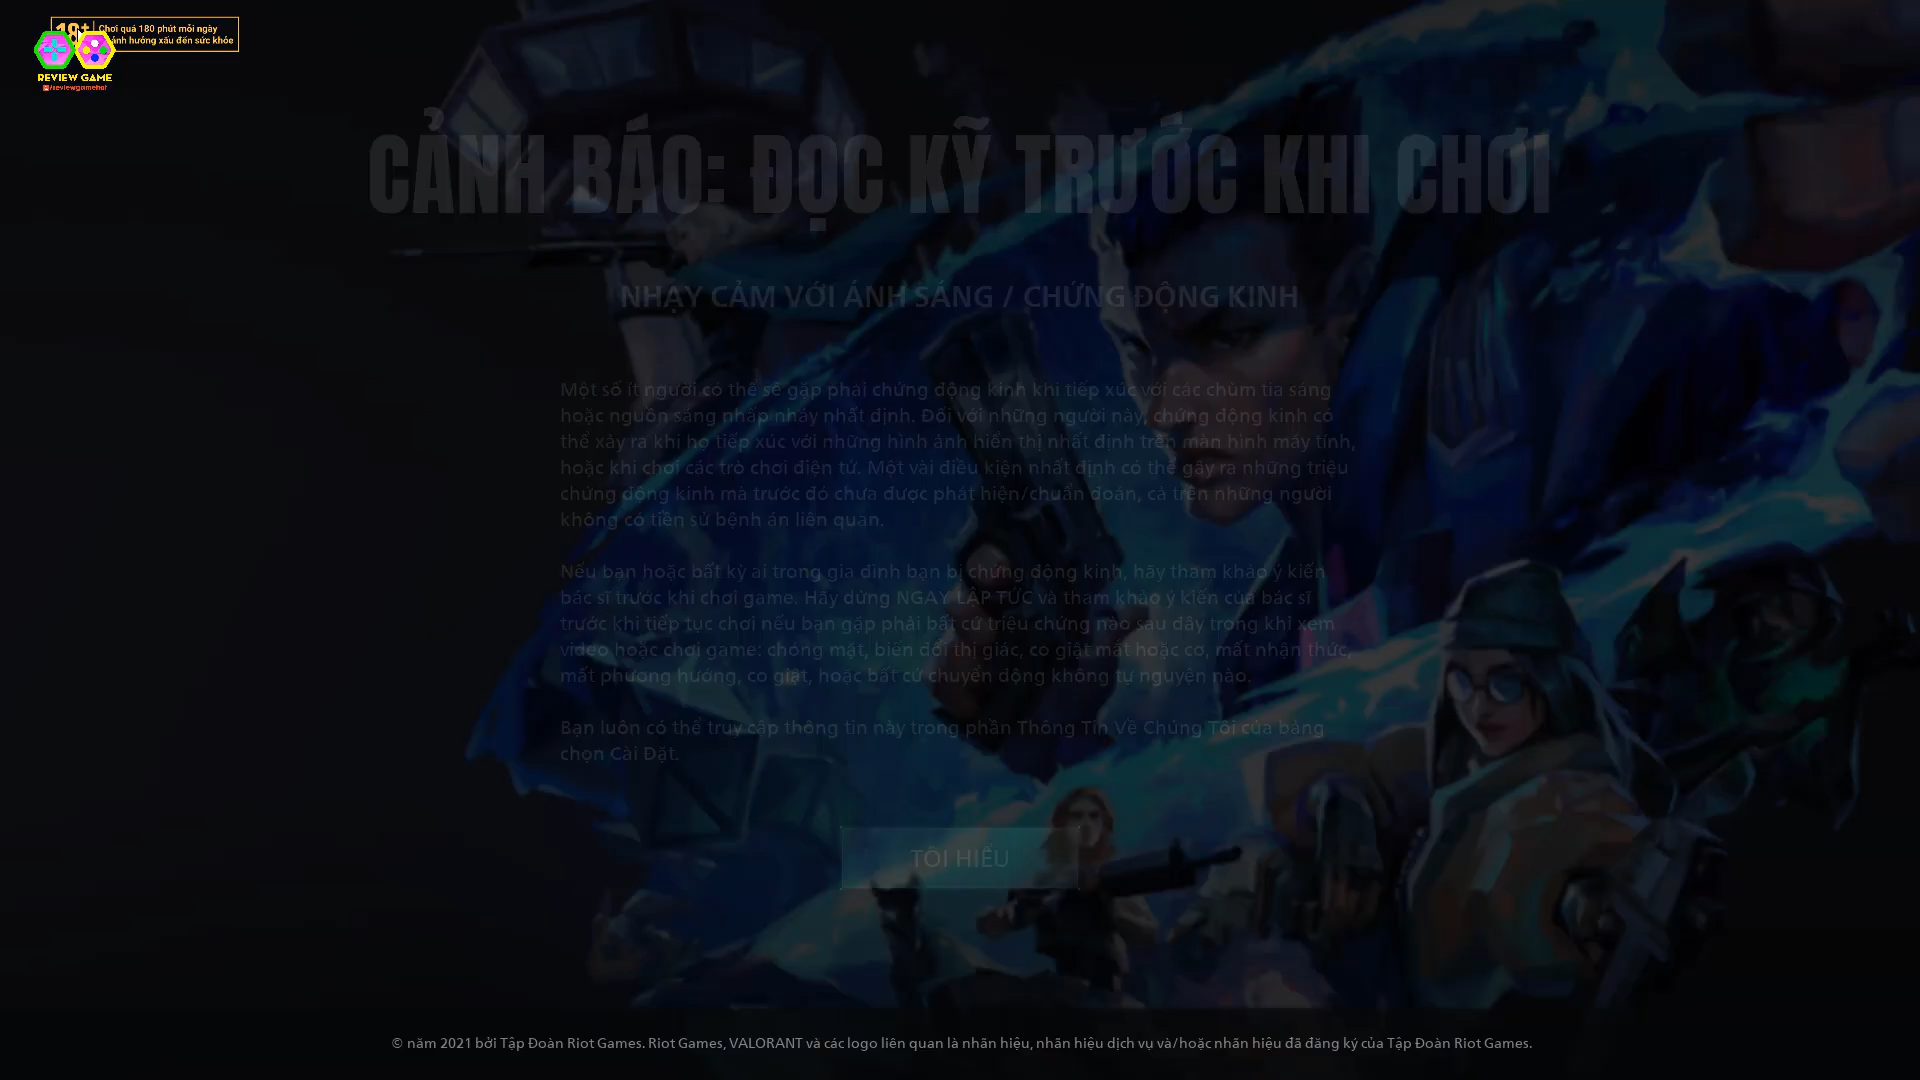 18+
Chơi quá 180 phút mỗi ngày
ảnh hưởng xấu đến sức khỏe
REVIEW GAME
/reviewgamehot
CẢNH BÁO: ĐỌC KỸ TRƯỚC KHI CHƠI
NHẠY CẢM VỚI ÁNH SÁNG / CHỨNG ĐỘNG KINH
Một số ít người có thể sẽ gặp phải chứng động kinh khi tiếp xúc với các chùm tia sáng
hoặc nguồn sáng nhấp nháy nhất định. Đối với những người này, chứng động kinh có
thể xảy ra khi họ tiếp xúc với những hình ảnh hiển thị nhất định trên màn hình máy tính,
hoặc khi chơi các trò chơi điện tử. Một vài điều kiện nhất định có thể gây ra những triệu
chứng động kinh mà trước đó chưa được phát hiện/chuẩn đoán, cả trên những người
không có tiền sử bệnh án liên quan.
Nếu bạn hoặc bất kỳ ai trong gia đình bạn bị chứng động kinh, hãy tham khảo ý kiến
bác sĩ trước khi chơi game. Hãy dừng NGAY LẬP TỨC và tham khảo ý kiến của bác sĩ
trước khi tiếp tục chơi nếu bạn gặp phải bất cứ triệu chứng nào sau đây trong khi xem
video hoặc chơi game: chóng mặt, biến đổi thị giác, co giật mắt hoặc cơ, mất nhận thức,
mất phương hướng, co giật, hoặc bất cứ chuyển động không tự nguyện nào.
Bạn luôn có thể truy cập thông tin này trong phần Thông Tin Về Chúng Tôi của bảng
chọn Cài Đặt.
TÔI HIỂU
© năm 2021 bởi Tập Đoàn Riot Games. Riot Games, VALORANT và các logo liên quan là nhãn hiệu, nhãn hiệu dịch vụ và/hoặc nhãn hiệu đã đăng ký của Tập Đoàn Riot Games.